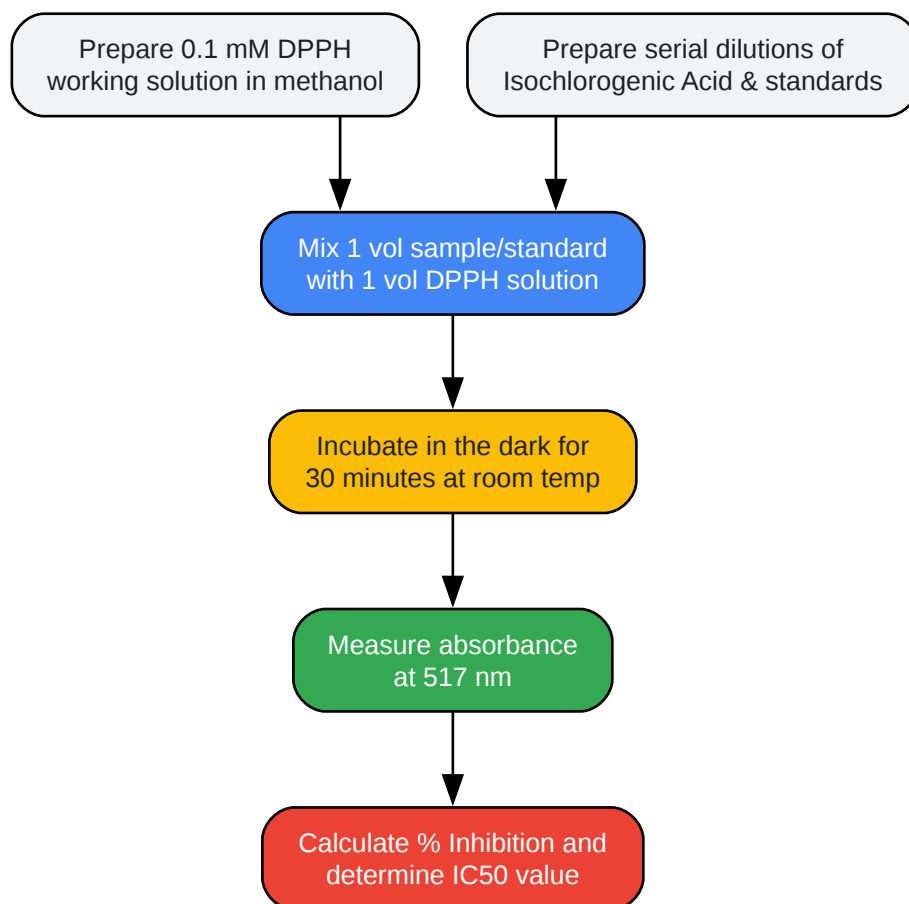 Prepare 0.1 mM DPPH
working solution in methanol
Prepare serial dilutions of
Isochlorogenic Acid & standards
Mix 1 vol sample/standard
with 1 vol DPPH solution
Incubate in the dark for
30 minutes at room temp
Measure absorbance
at 517 nm
Calculate % Inhibition and
determine IC50 value